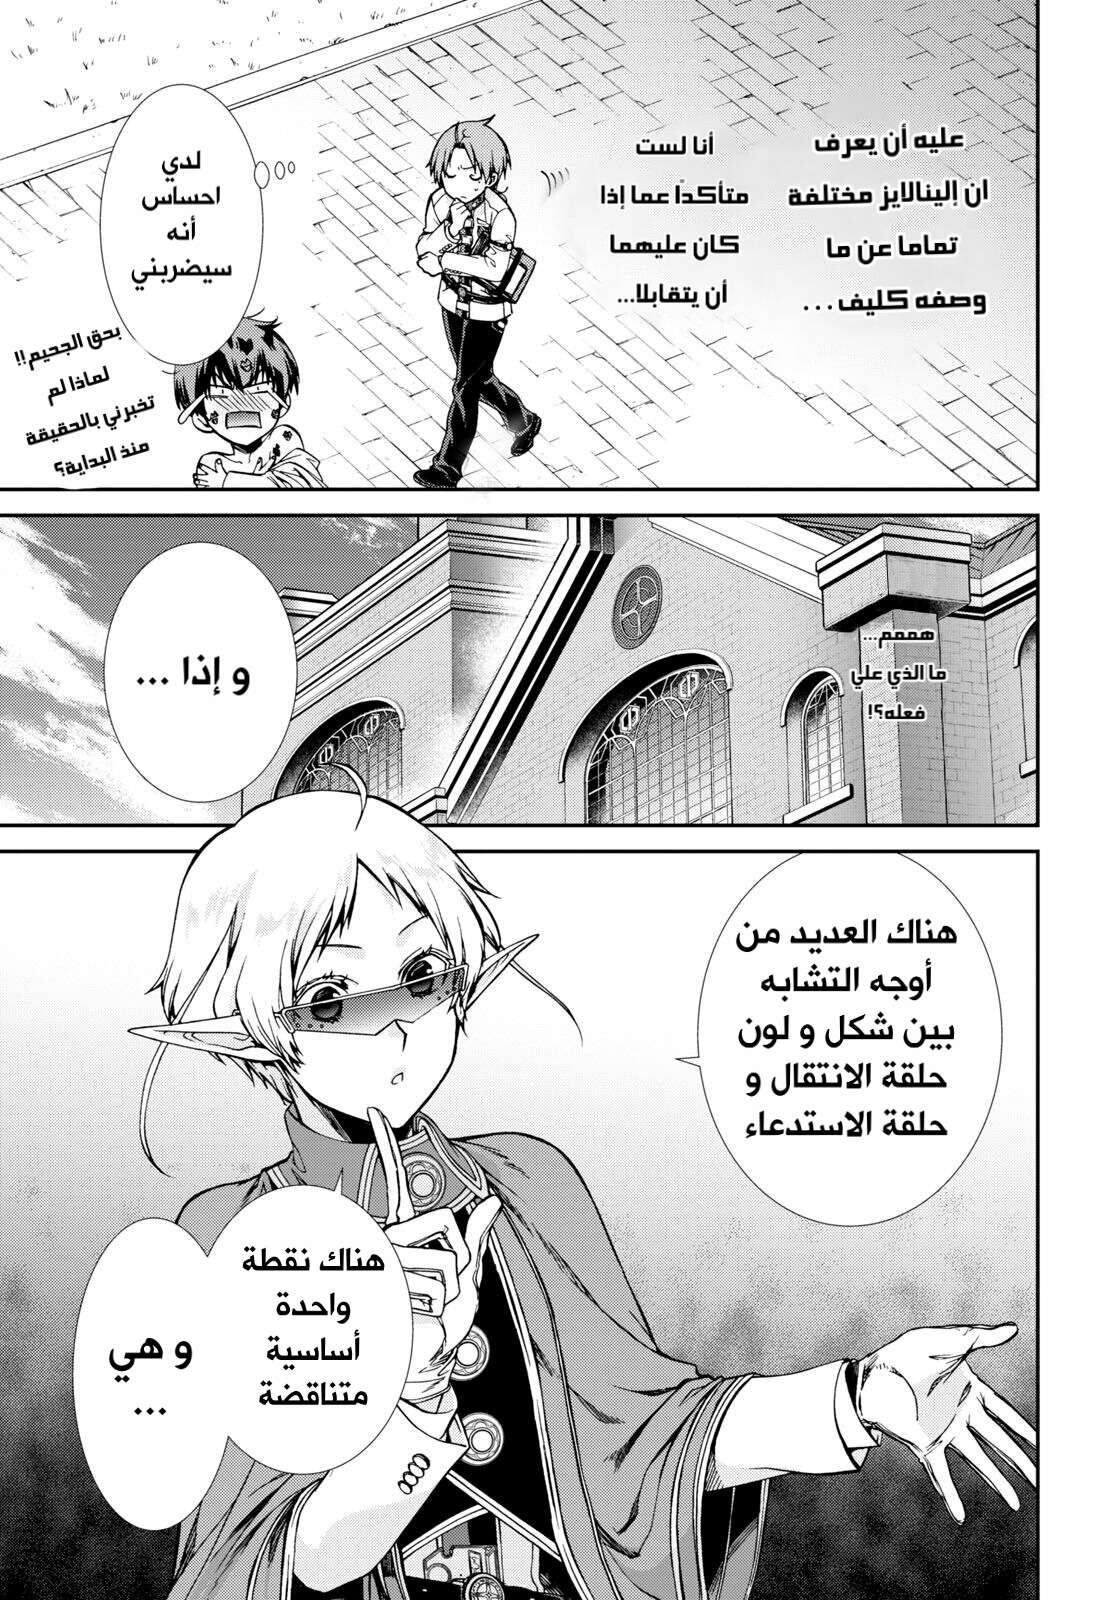 عليه أن يعرف
ان إلينالايز مختلفة
تماما عن ما
وصفه كليف...
أنا لست
متأكدًا عما إذا
كان عليهما
أن يتقابلا...
لدي
احساس
أنه
سيضربني
بحق الجحيم!!
لماذا لم
تخبرني بالحقيقة
منذ البداية؟
هممم...
ما الذي علي
فعله؟!
و إذا ...
هناك العديد من
أوجه التشابه
بين شكل و لون
حلقة الانتقال و
حلقة الاستدعاء
هناك نقطة
واحدة
أساسية
متناقضة
و هي
...